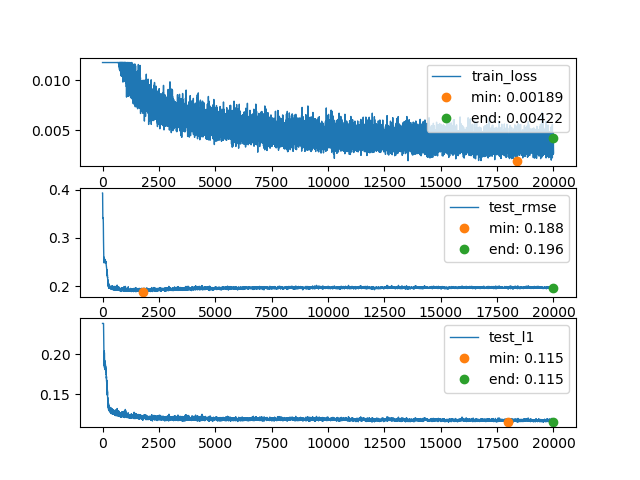 0.010
0.005
train_loss
min: 0.00189
end: 0.00422
0 2500 5000 7500 10000 12500 15000 17500 20000
0.4
0.3
0.2
test_rmse
min: 0.188
end: 0.196
0 2500 5000 7500 10000 12500 15000 17500 20000
0.20
0.15
test_l1
min: 0.115
end: 0.115
0 2500 5000 7500 10000 12500 15000 17500 20000